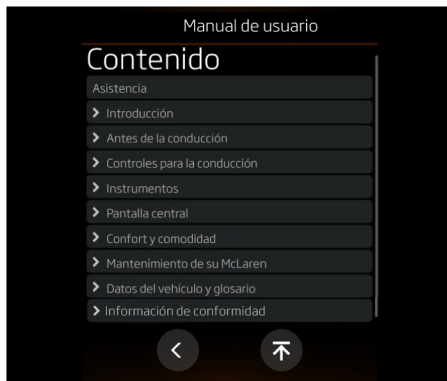 Manual de usuario
Contenido
Asistencia
Introducción
Antes de la conducción
Controles para la conducción
Instrumentos
Pantalla central
Confort y comodidad
Mantenimiento de su McLaren
Datos del vehículo y glosario
Información de conformidad